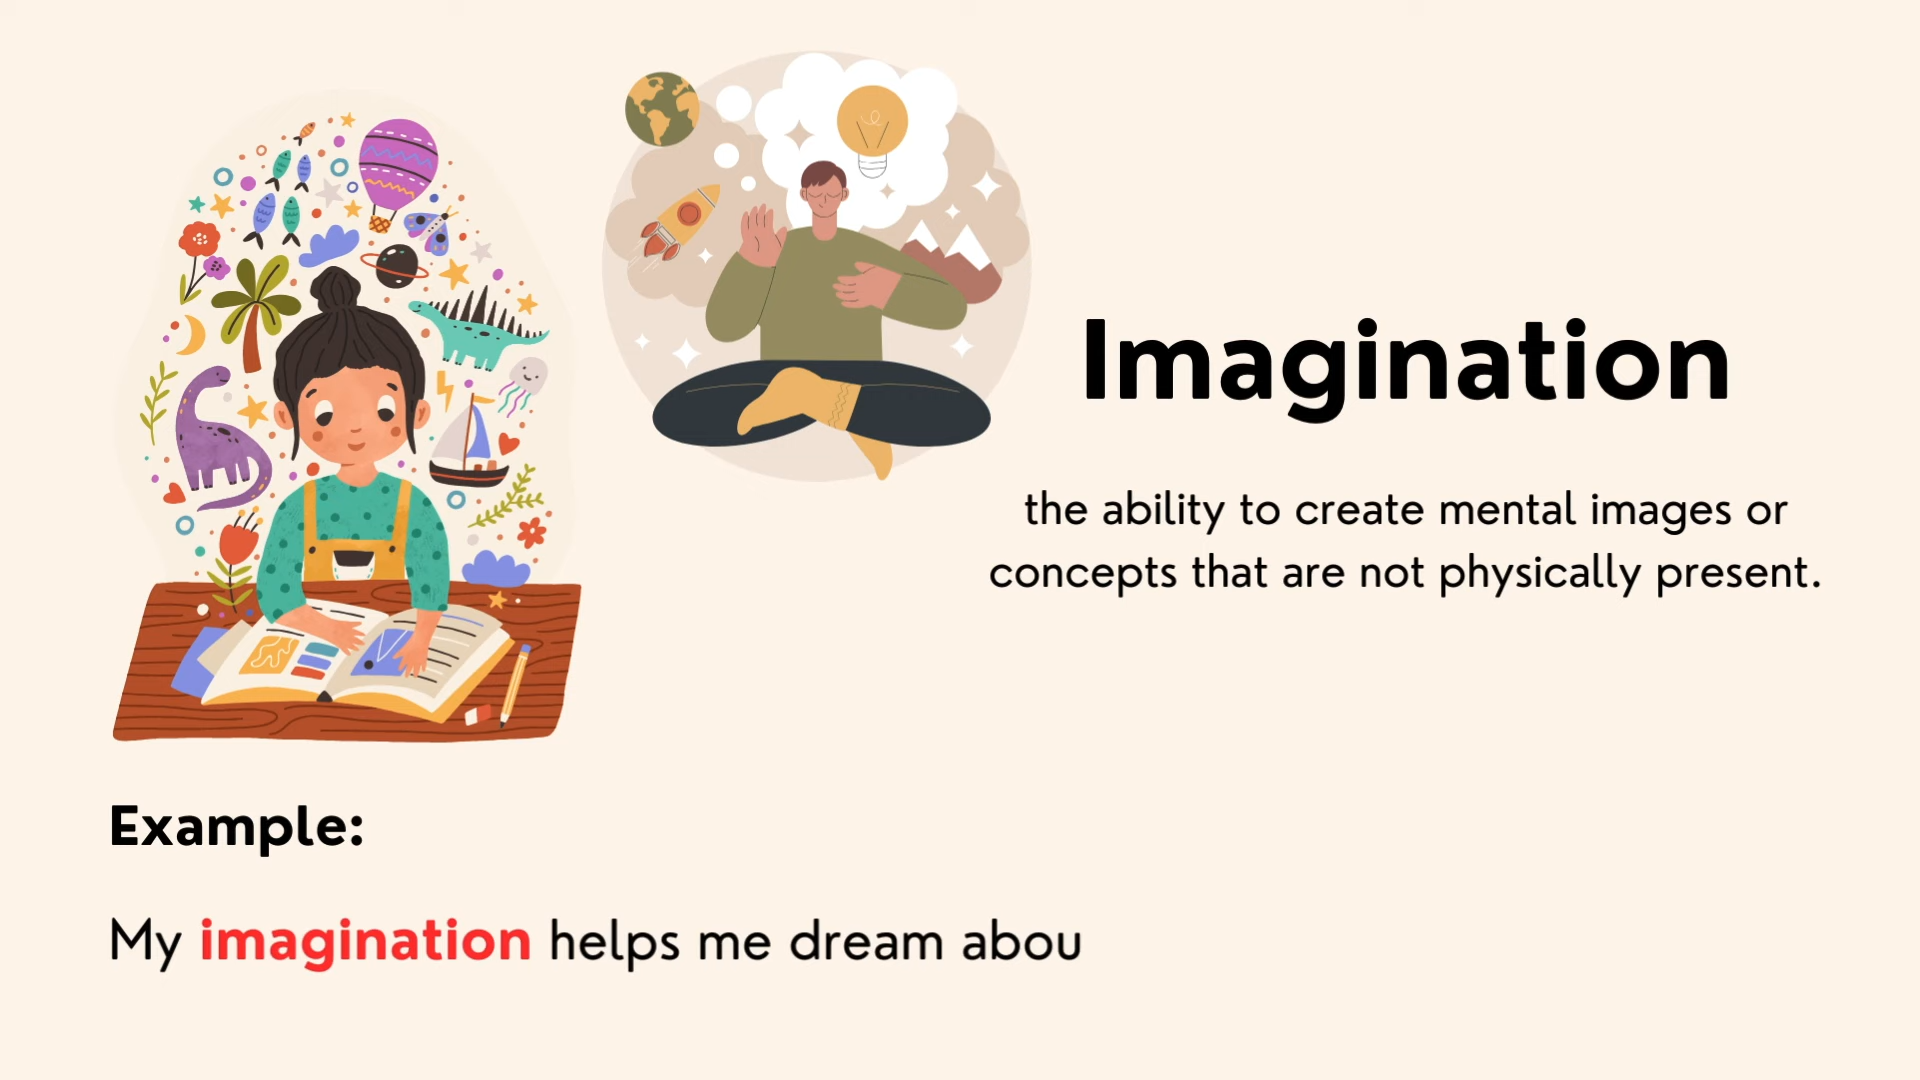 Imagination
the ability to create mental images or
concepts that are not physically present.
Example:
My imagination helps me dream abou